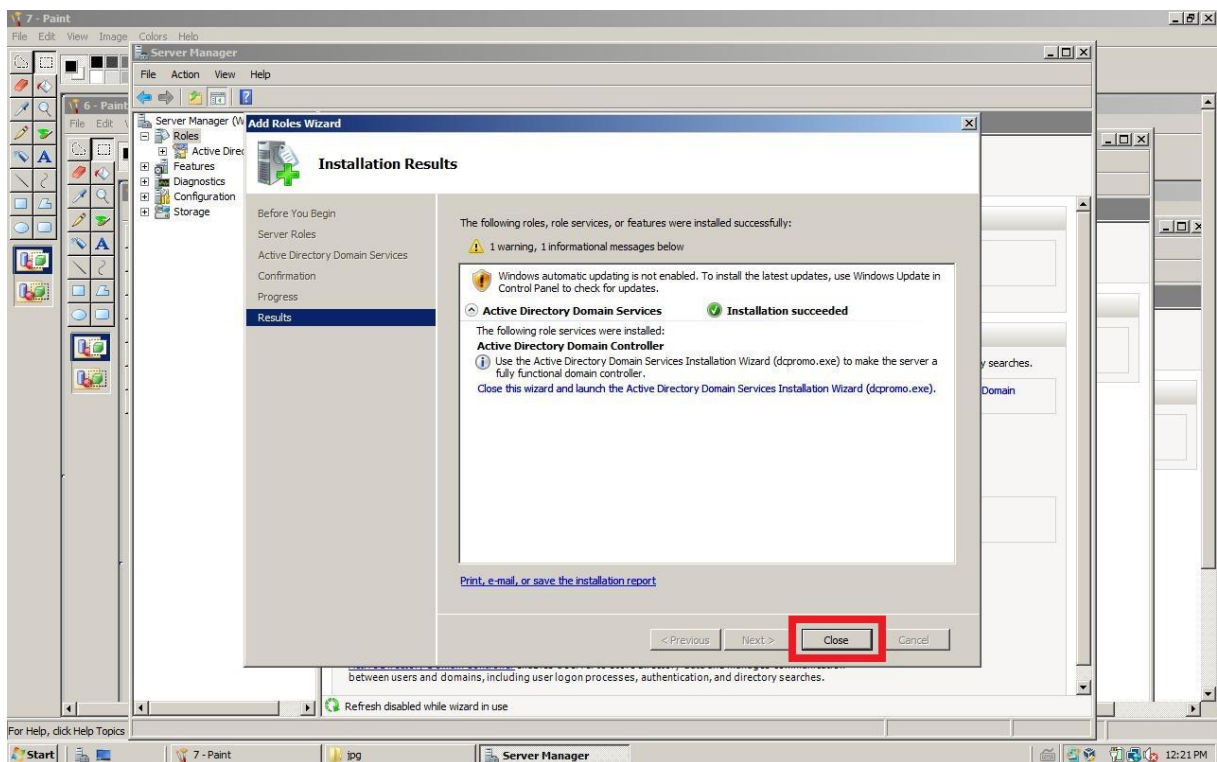 7 - Paint
File Edit View Image Colors Help
Server Manager
File Action View Help
6 - Paint
File Edit
Server Manager (W
Roles
Active Direc
Features
Diagnostics
Configuration
Storage
Add Roles Wizard
Installation Results
Before You Begin
Server Roles
Active Directory Domain Services
Confirmation
Progress
Results
The following roles, role services, or features were installed successfully:
1 warning, 1 informational messages below
Windows automatic updating is not enabled. To install the latest updates, use Windows Update in
Control Panel to check for updates.
Active Directory Domain Services Installation succeeded
The following role services were installed:
Active Directory Domain Controller
Use the Active Directory Domain Services Installation Wizard (dcpromo.exe) to make the server a
fully functional domain controller.
Close this wizard and launch the Active Directory Domain Services Installation Wizard (dcpromo.exe).
Print, e-mail, or save the installation report
< Previous Next > Close Cancel
y searches.
Domain
between users and domains, including user logon processes, authentication, and directory searches.
Refresh disabled while wizard in use
For Help, click Help Topics
Start 7 - Paint jpg Server Manager 12:21 PM